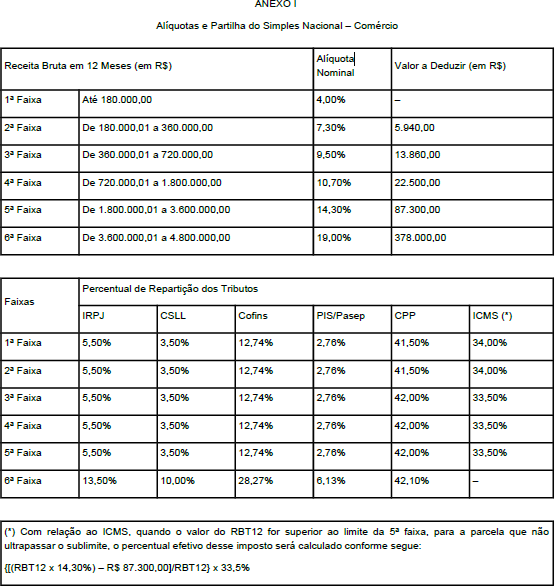 ANEXO I
Alíquotas e Partilha do Simples Nacional – Comércio
Receita Bruta em 12 Meses (em R$) Alíquota Nominal Valor a Deduzir (em R$)
1ª Faixa Até 180.000,00 4,00% –
2ª Faixa De 180.000,01 a 360.000,00 7,30% 5.940,00
3ª Faixa De 360.000,01 a 720.000,00 9,50% 13.860,00
4ª Faixa De 720.000,01 a 1.800.000,00 10,70% 22.500,00
5ª Faixa De 1.800.000,01 a 3.600.000,00 14,30% 87.300,00
6ª Faixa De 3.600.000,01 a 4.800.000,00 19,00% 378.000,00
Faixas Percentual de Repartição dos Tributos
IRPJ CSLL Cofins PIS/Pasep CPP ICMS (*)
1ª Faixa 5,50% 3,50% 12,74% 2,76% 41,50% 34,00%
2ª Faixa 5,50% 3,50% 12,74% 2,76% 41,50% 34,00%
3ª Faixa 5,50% 3,50% 12,74% 2,76% 42,00% 33,50%
4ª Faixa 5,50% 3,50% 12,74% 2,76% 42,00% 33,50%
5ª Faixa 5,50% 3,50% 12,74% 2,76% 42,00% 33,50%
6ª Faixa 13,50% 10,00% 28,27% 6,13% 42,10% –
(*) Com relação ao ICMS, quando o valor do RBT12 for superior ao limite da 5ª faixa, para a parcela que não
ultrapassar o sublimite, o percentual efetivo desse imposto será calculado conforme segue:
{[(RBT12 x 14,30%) – R$ 87.300,00]/RBT12} x 33,5%